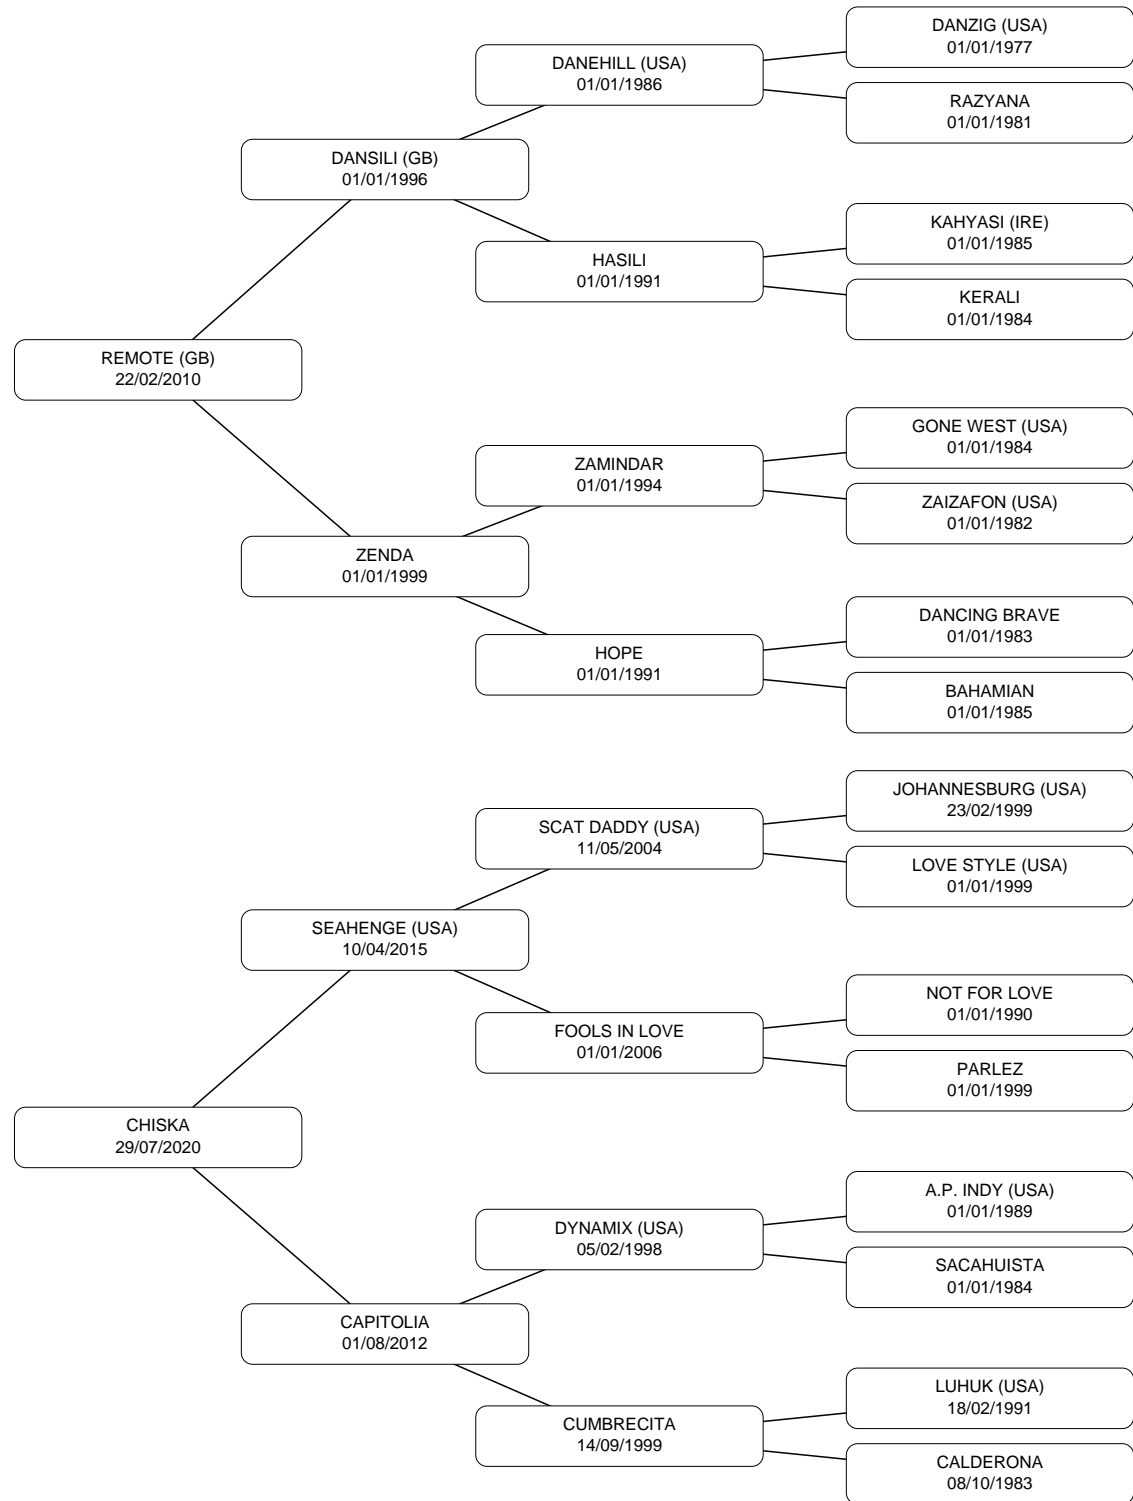 DANZIG (USA)
01/01/1977
DANEHILL (USA)
01/01/1986
RAZYANA
01/01/1981
DANSILI (GB)
01/01/1996
KAHYASI (IRE)
01/01/1985
HASILI
01/01/1991
KERALI
01/01/1984
REMOTE (GB)
22/02/2010
GONE WEST (USA)
01/01/1984
ZAMINDAR
01/01/1994
ZAIZAFON (USA)
01/01/1982
ZENDA
01/01/1999
DANCING BRAVE
01/01/1983
HOPE
01/01/1991
BAHAMIAN
01/01/1985
JOHANNESBURG (USA)
23/02/1999
SCAT DADDY (USA)
11/05/2004
LOVE STYLE (USA)
01/01/1999
SEAHENGE (USA)
10/04/2015
NOT FOR LOVE
01/01/1990
FOOLS IN LOVE
01/01/2006
PARLEZ
01/01/1999
CHISKA
29/07/2020
A.P. INDY (USA)
01/01/1989
DYNAMIX (USA)
05/02/1998
SACAHUISTA
01/01/1984
CAPITOLIA
01/08/2012
LUHUK (USA)
18/02/1991
CUMBRECITA
14/09/1999
CALDERONA
08/10/1983